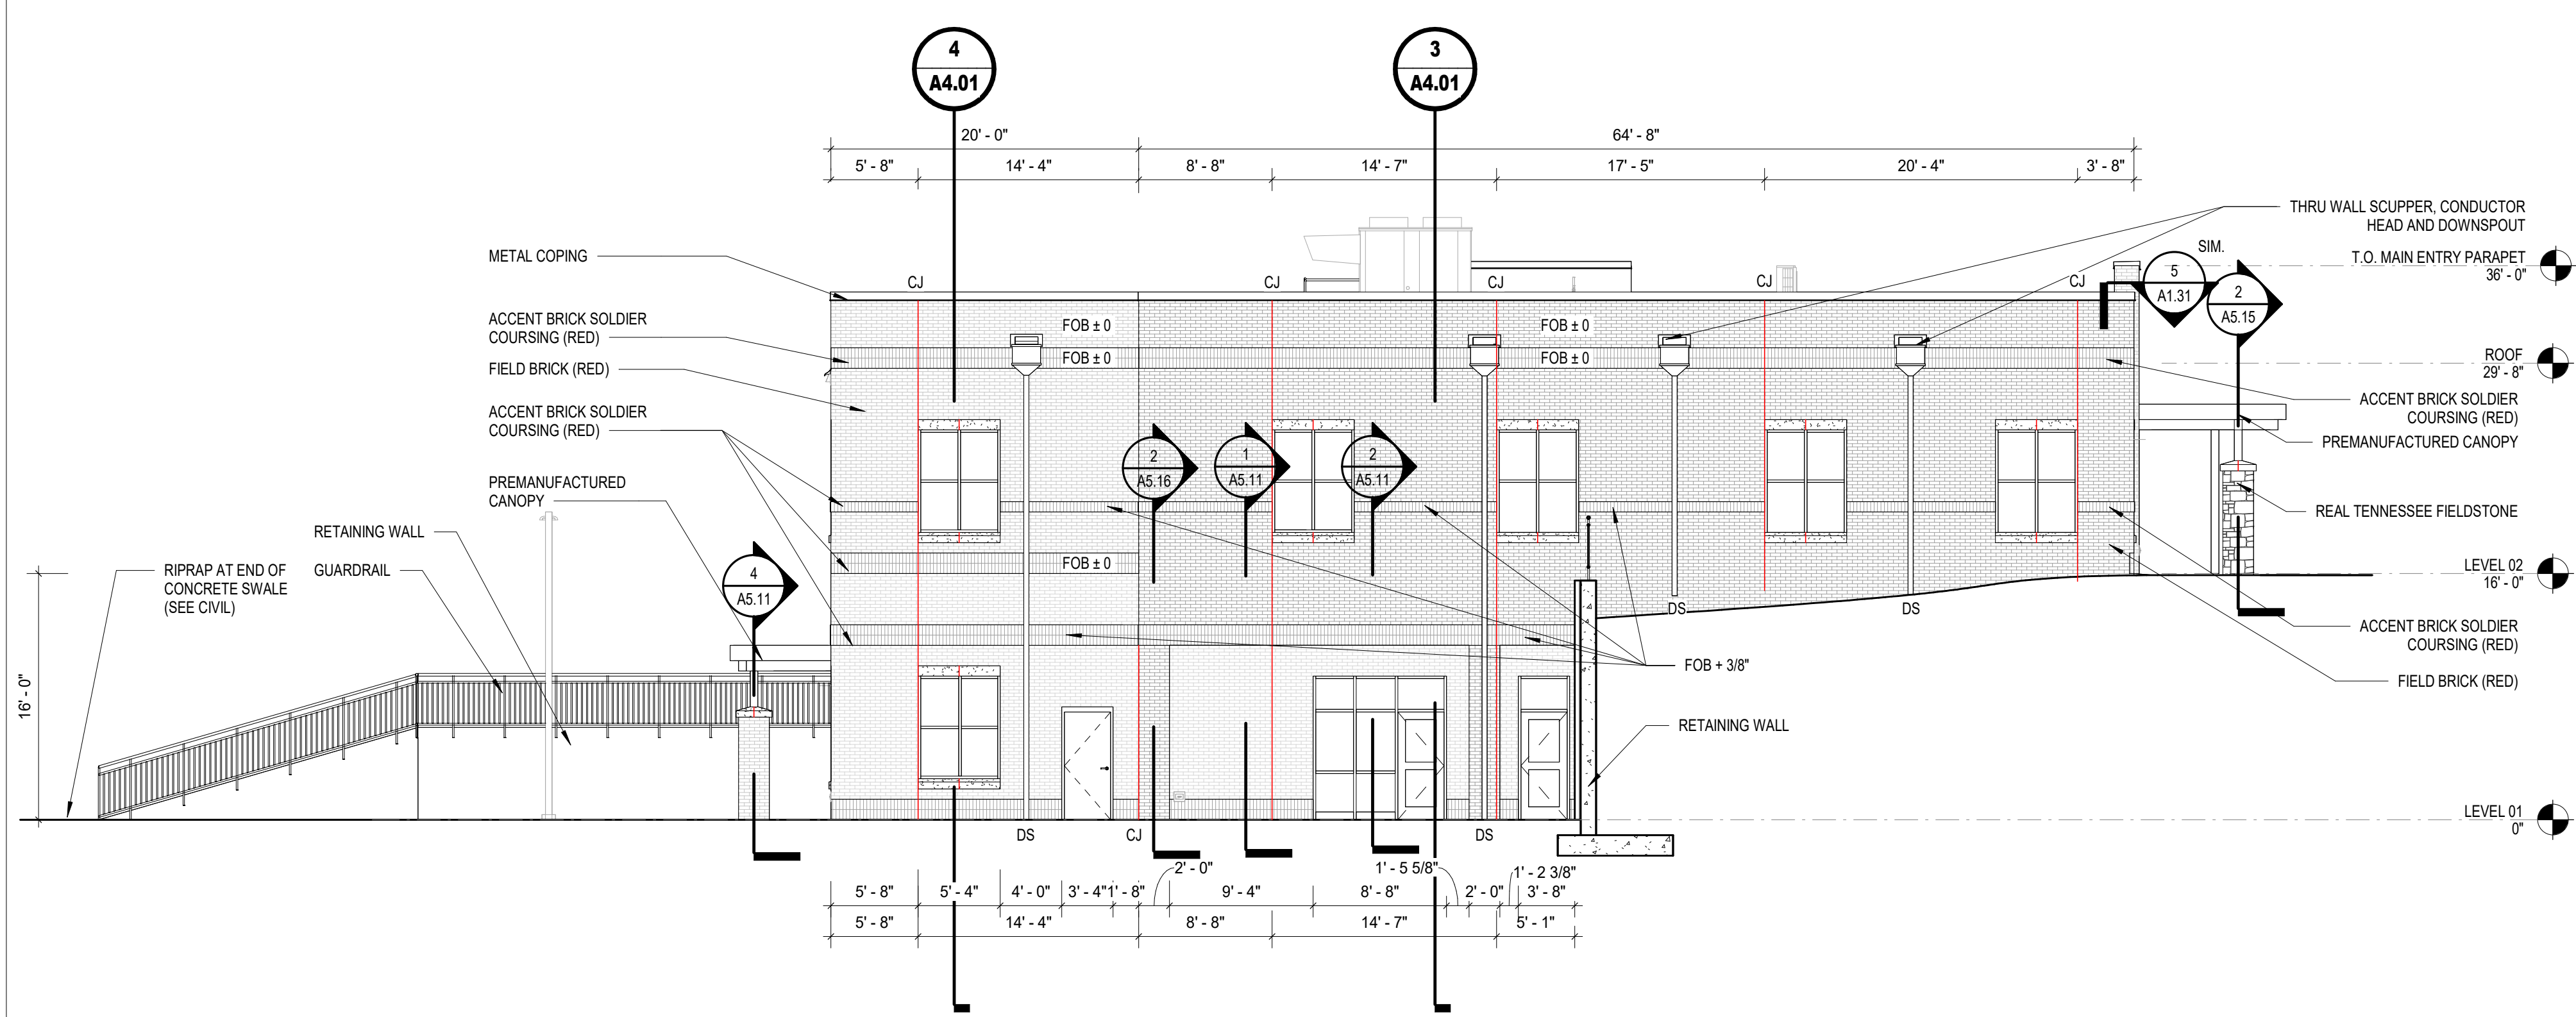 4
A4.01
3
A4.01
20' - 0"
64' - 8"
5' - 8"
14' - 4"
8' - 8"
14' - 7"
17' - 5"
20' - 4"
3' - 8"
THRU WALL SCUPPER, CONDUCTOR
HEAD AND DOWNSPOUT
SIM.
METAL COPING
T.O. MAIN ENTRY PARAPET
36' - 0"
5
A1.31
2
A5.15
CJ
CJ
CJ
CJ
CJ
ACCENT BRICK SOLDIER
COURSING (RED)
FOB ± 0
FOB ± 0
FOB ± 0
FOB ± 0
ROOF
29' - 8"
FIELD BRICK (RED)
ACCENT BRICK SOLDIER
COURSING (RED)
ACCENT BRICK SOLDIER
COURSING (RED)
PREMANUFACTURED CANOPY
2
A5.16
1
A5.11
2
A5.11
PREMANUFACTURED
CANOPY
REAL TENNESSEE FIELDSTONE
RETAINING WALL
RIPRAP AT END OF
CONCRETE SWALE
(SEE CIVIL)
GUARDRAIL
FOB ± 0
4
A5.11
LEVEL 02
16' - 0"
DS
DS
ACCENT BRICK SOLDIER
COURSING (RED)
FOB + 3/8"
FIELD BRICK (RED)
16' - 0"
RETAINING WALL
LEVEL 01
0"
DS
CJ
DS
2' - 0"
1' - 5 5/8"
1' - 2 3/8"
5' - 8"
5' - 4"
4' - 0"
3' - 4"
1' - 8"
9' - 4"
8' - 8"
2' - 0"
3' - 8"
5' - 8"
14' - 4"
8' - 8"
14' - 7"
5' - 1"